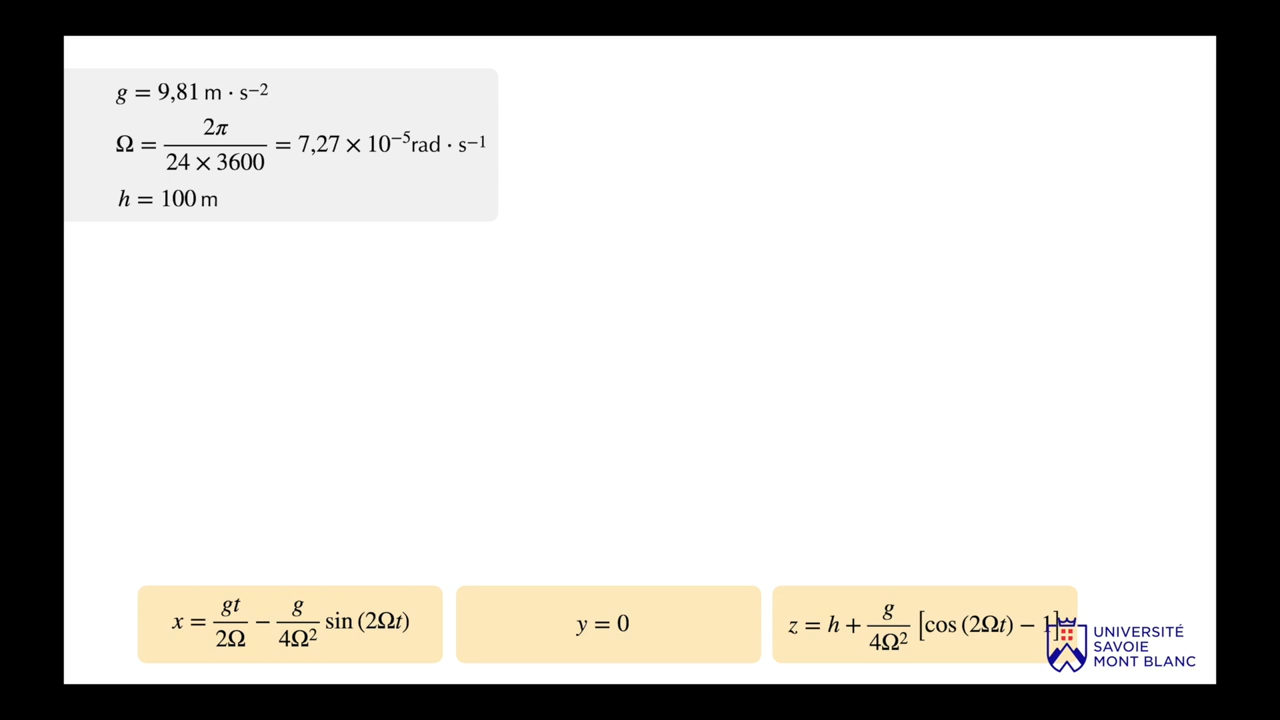 g = 9,81 m · s−2
Ω = 2π / 24 × 3600 = 7,27 × 10−5 rad · s−1
h = 100 m
x = gt / 2Ω − g / 4Ω2 sin (2Ωt)
y = 0
z = h + g / 4Ω2 [cos (2Ωt) − 1]
UNIVERSITÉ
SAVOIE
MONT BLANC